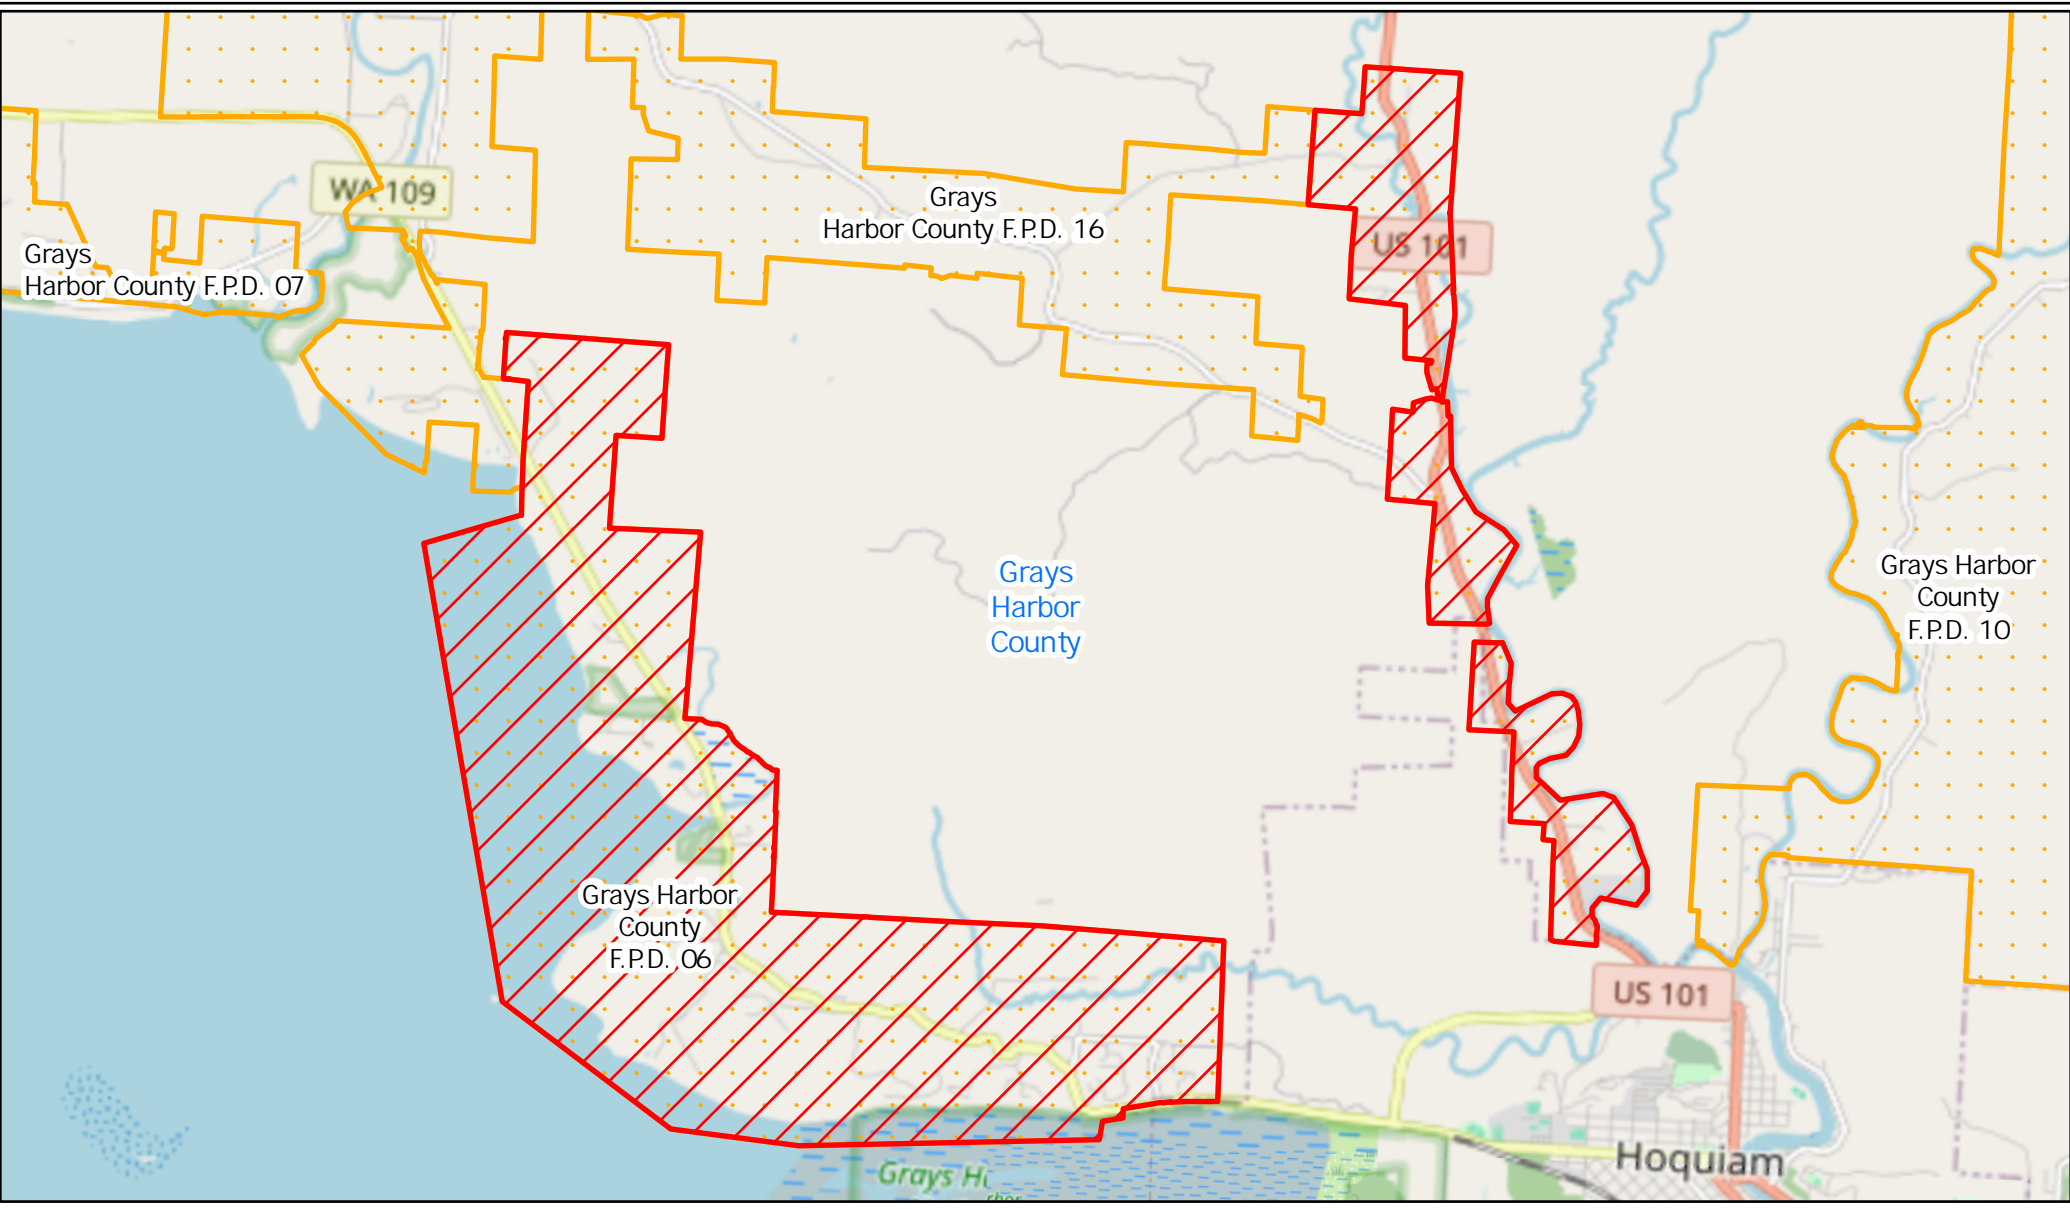 WA 109
Grays
Harbor County F.P.D. 16
US 101
Grays
Harbor County F.P.D. 07
Grays
Harbor
County
Grays Harbor
County
F.P.D. 10
Grays Harbor
County
F.P.D. 06
US 101
Hoquiam
Grays